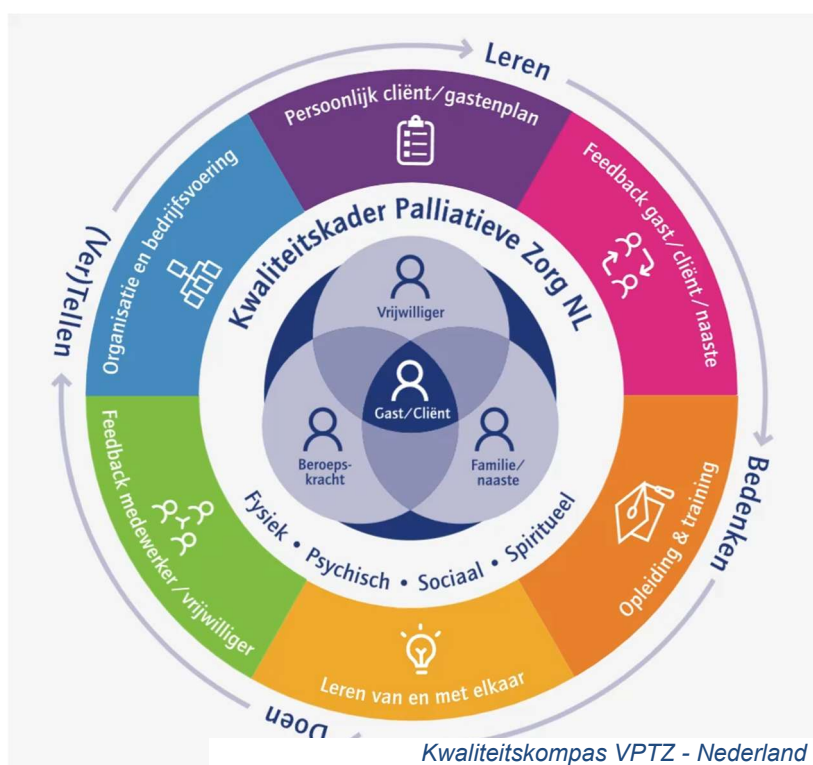 Leren
Persoonlijk cliënt/gastenplan
Feedback gast/cliënt/naaste
Organisatie en bedrijfsvoering
(Ver)Tellen
Kwaliteitskader Palliatieve Zorg NL
Vrijwilliger
Gast/Cliënt
Beroeps-
kracht
Familie/
naaste
Fysiek • Psychisch • Sociaal • Spiritueel
Feedback medewerker/vrijwilliger
Opleiding & training
Bedenken
Leren van en met elkaar
Doen
Kwaliteitskompas VPTZ - Nederland